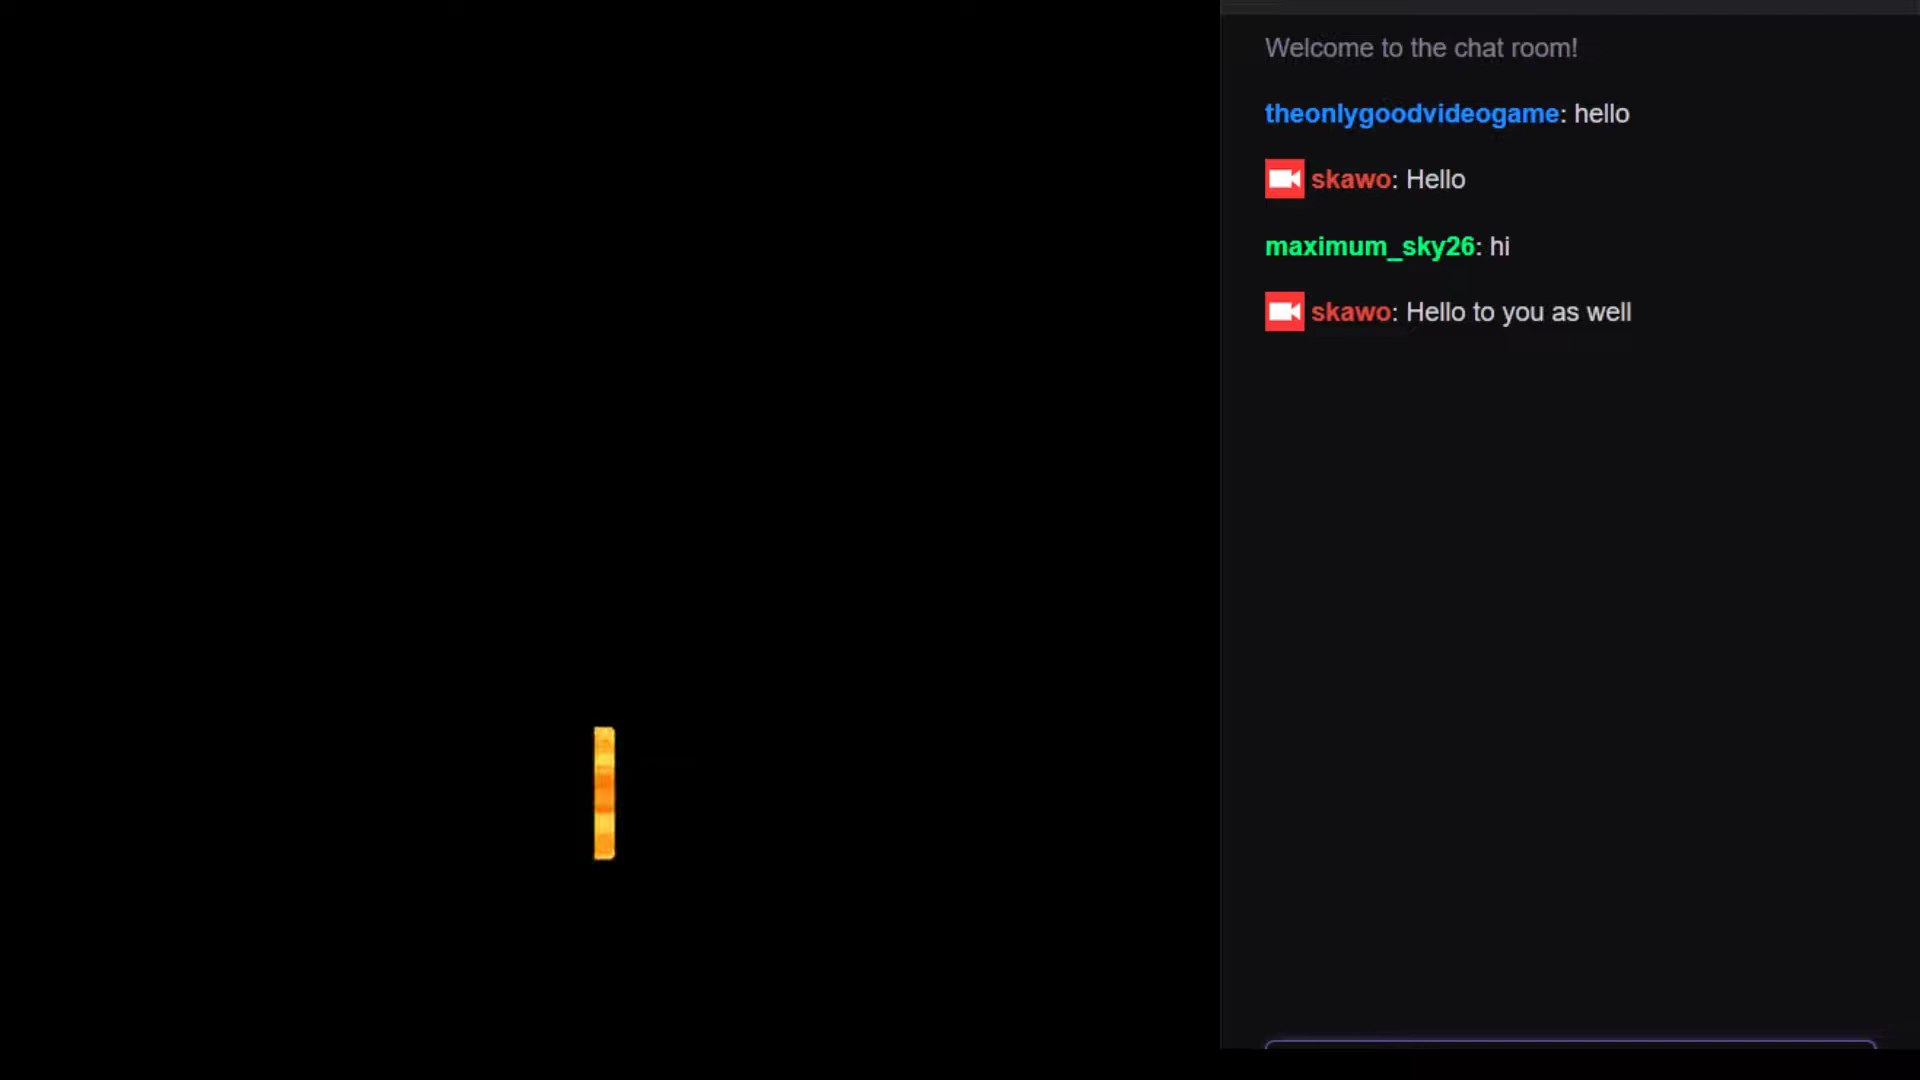 Welcome to the chat room!
theonlygoodvideogame: hello
skawo: Hello
maximum_sky26: hi
skawo: Hello to you as well